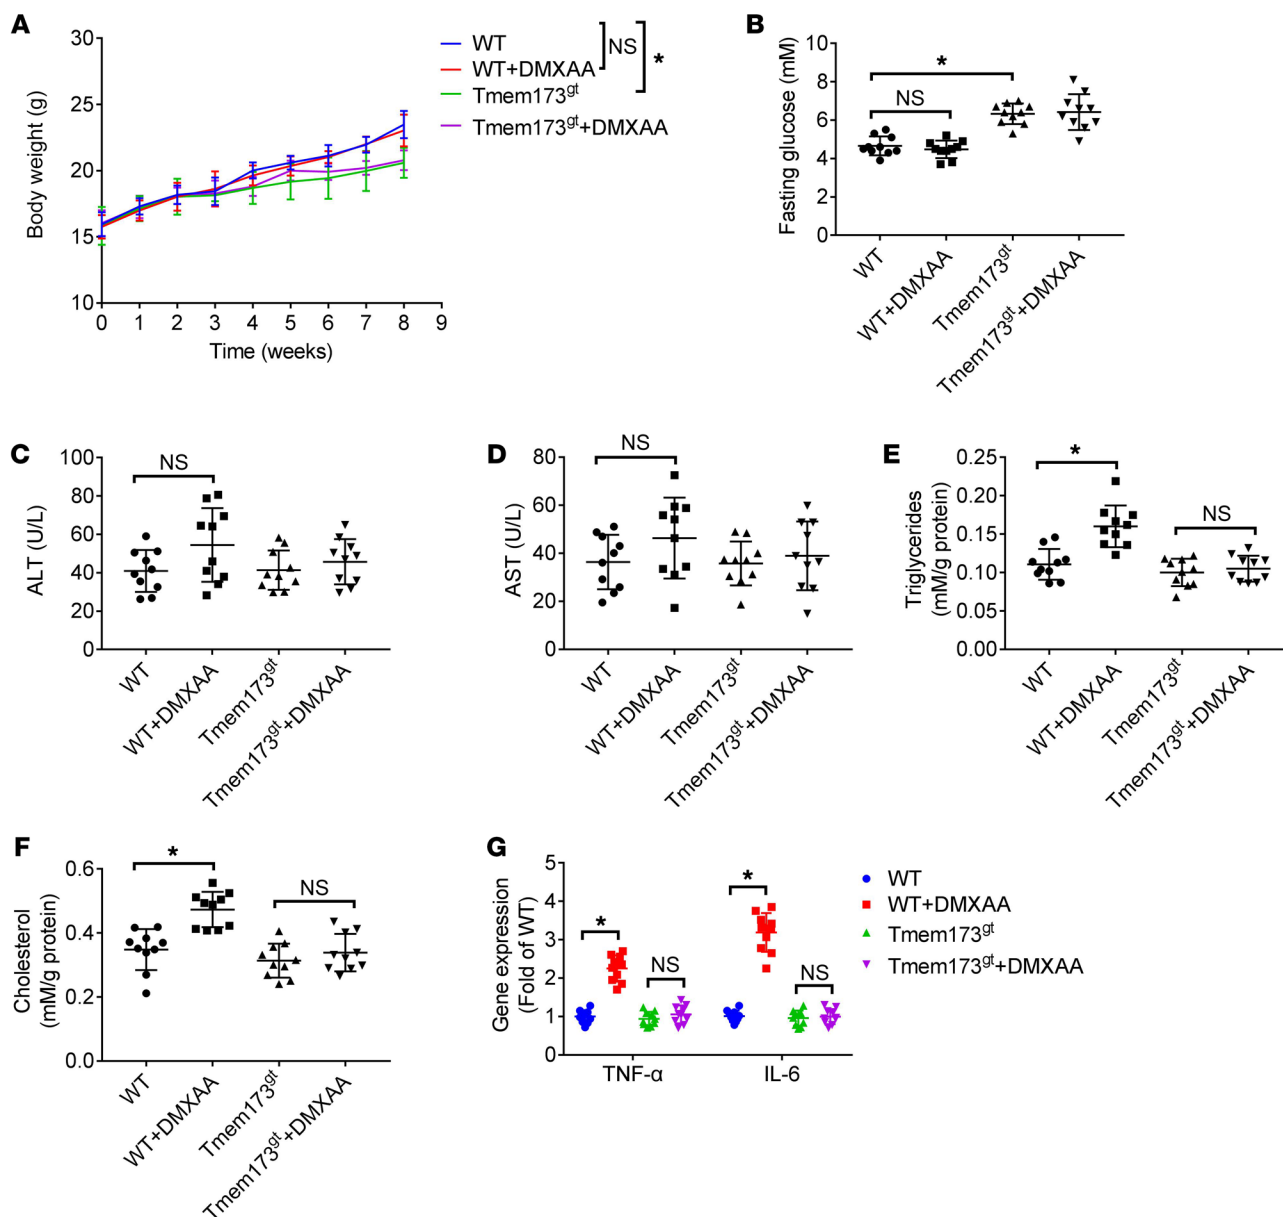 A
Body weight (g)
30
25
20
15
10
0 1 2 3 4 5 6 7 8 9
Time (weeks)
WT
WT+DMXAA
Tmem173gt
Tmem173gt+DMXAA
NS
*
B
Fasting glucose (mM)
10
8
6
4
2
0
*
NS
WT
WT+DMXAA
Tmem173gt
Tmem173gt+DMXAA
C
ALT (U/L)
100
80
60
40
20
0
NS
WT
WT+DMXAA
Tmem173gt
Tmem173gt+DMXAA
D
AST (U/L)
80
60
40
20
0
NS
WT
WT+DMXAA
Tmem173gt
Tmem173gt+DMXAA
E
Triglycerides
(mM/g protein)
0.25
0.20
0.15
0.10
0.05
0.00
*
NS
WT
WT+DMXAA
Tmem173gt
Tmem173gt+DMXAA
F
Cholesterol
(mM/g protein)
0.6
0.4
0.2
0.0
*
NS
WT
WT+DMXAA
Tmem173gt
Tmem173gt+DMXAA
G
Gene expression
(Fold of WT)
5
4
3
2
1
0
*
NS
*
NS
TNF-α IL-6
WT
WT+DMXAA
Tmem173gt
Tmem173gt+DMXAA